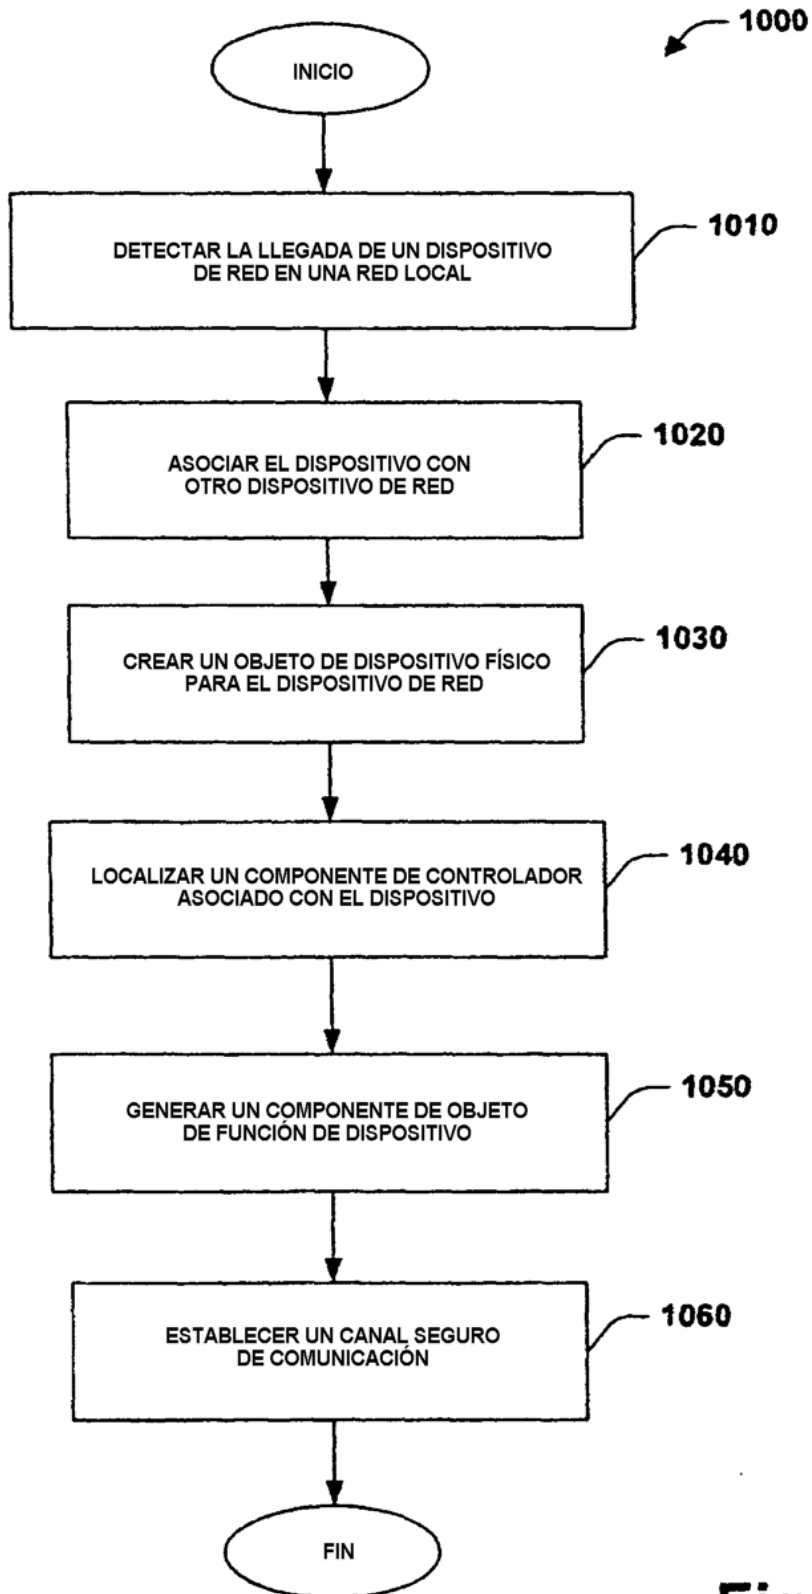 1000
INICIO
DETECTAR LA LLEGADA DE UN DISPOSITIVO
DE RED EN UNA RED LOCAL
1010
ASOCIAR EL DISPOSITIVO CON
OTRO DISPOSITIVO DE RED
1020
CREAR UN OBJETO DE DISPOSITIVO FÍSICO
PARA EL DISPOSITIVO DE RED
1030
LOCALIZAR UN COMPONENTE DE CONTROLADOR
ASOCIADO CON EL DISPOSITIVO
1040
GENERAR UN COMPONENTE DE OBJETO
DE FUNCIÓN DE DISPOSITIVO
1050
ESTABLECER UN CANAL SEGURO
DE COMUNICACIÓN
1060
FIN